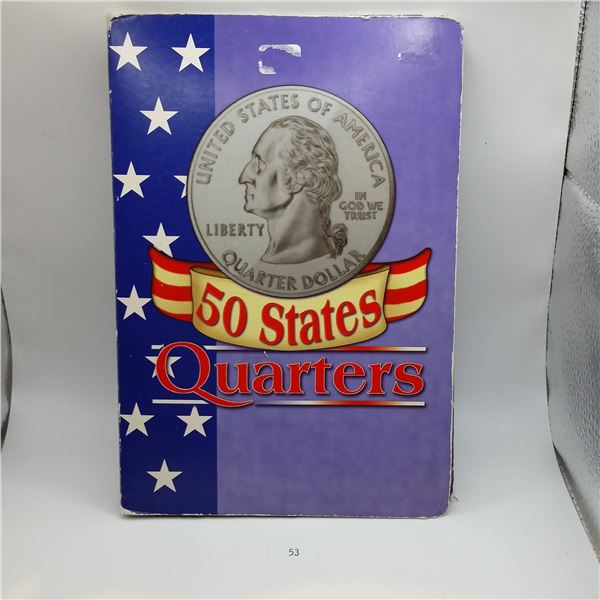 UNITED STATES OF AMERICA
IN
GOD WE
TRUST
LIBERTY
QUARTER DOLLAR
50 States
Quarters
53